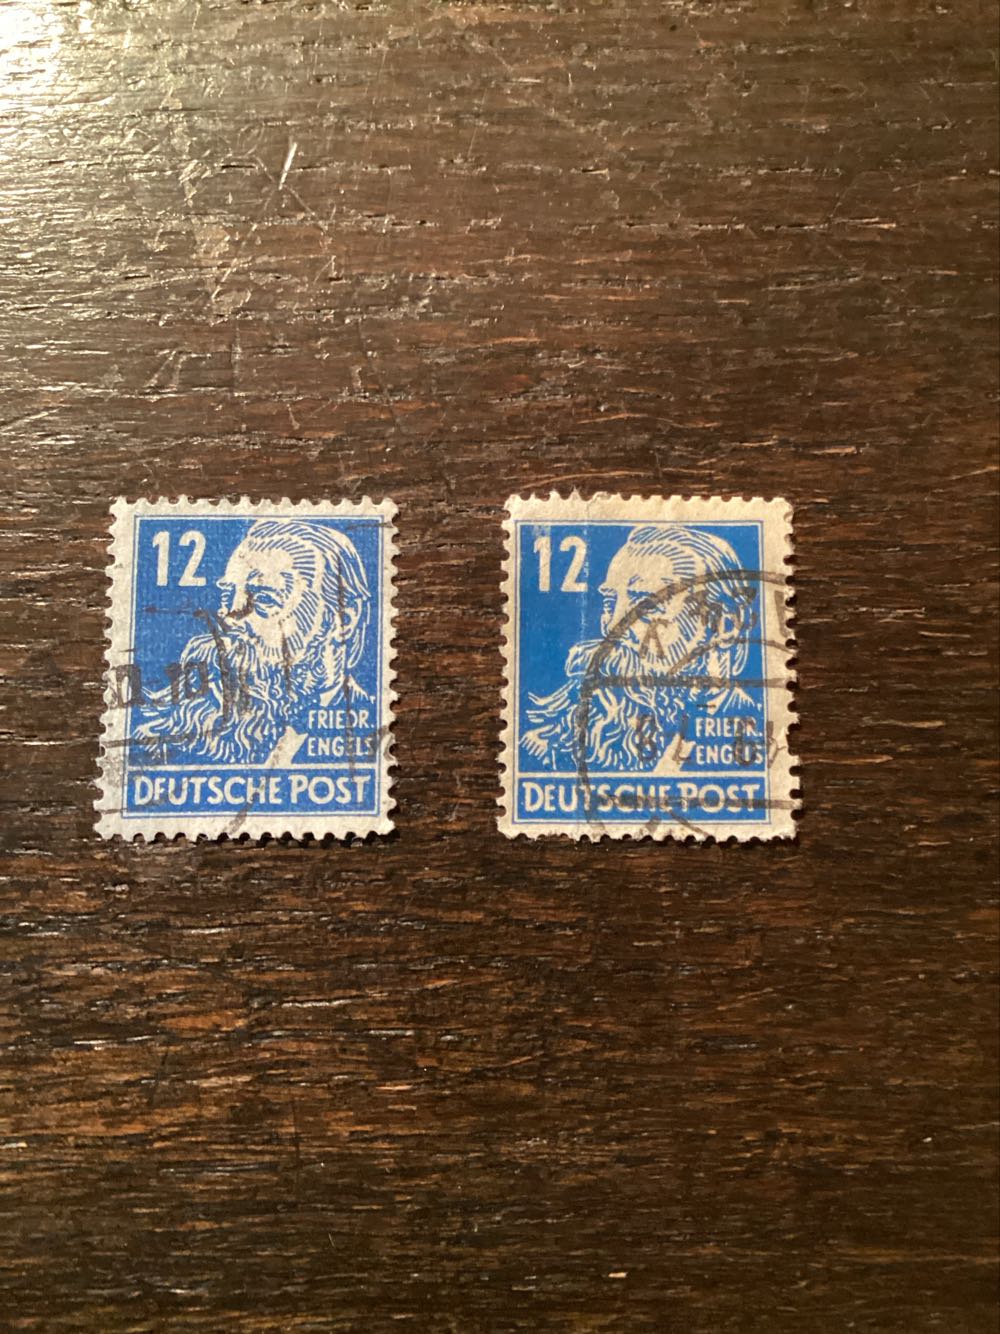 12
FRIEDR.
ENGELS
DEUTSCHE POST
12
FRIEDR.
ENGELS
DEUTSCHE POST